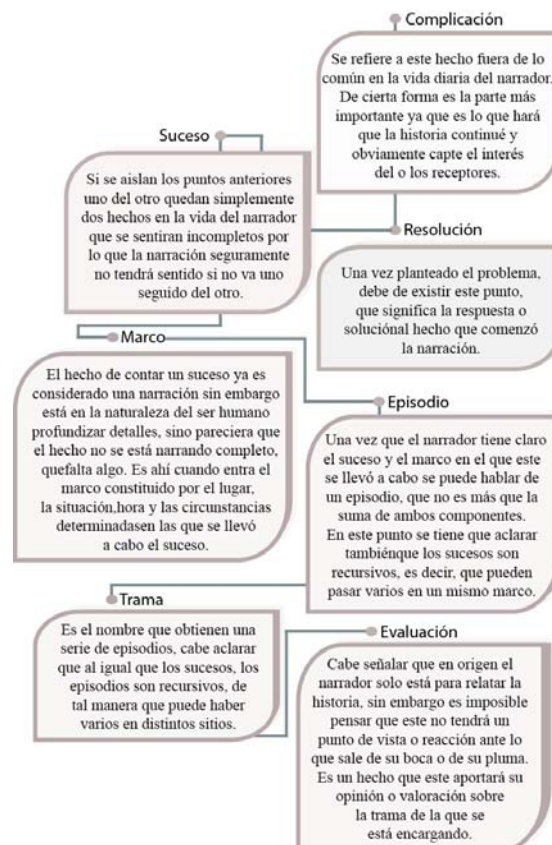 Complicación
Se refiere a este hecho fuera de lo
común en la vida diaria del narrador.
De cierta forma es la parte más
importante ya que es lo que hará
que la historia continué y
obviamente capte el interés
del o los receptores.
Resolución
Una vez planteado el problema,
debe de existir este punto,
que significa la respuesta o
soluciónal hecho que comenzó
la narración.
Suceso
Si se aislan los puntos anteriores
uno del otro quedan simplemente
dos hechos en la vida del narrador
que se sentiran incompletos por
lo que la narración seguramente
no tendrá sentido si no va uno
seguido del otro.
Marco
El hecho de contar un suceso ya es
considerado una narración sin embargo
está en la naturaleza del ser humano
profundizar detalles, sino pareciera que
el hecho no se está narrando completo,
quefalta algo. Es ahí cuando entra el
marco constituido por el lugar,
la situación,hora y las circunstancias
determinadasen las que se llevó
a cabo el suceso.
Episodio
Una vez que el narrador tiene claro
el suceso y el marco en el que este
se llevó a cabo se puede hablar de
un episodio, que no es más que la
suma de ambos componentes.
En este punto se tiene que aclarar
tambiénque los sucesos son
recursivos, es decir, que pueden
pasar varios en un mismo marco.
Trama
Es el nombre que obtienen una
serie de episodios, cabe aclarar
que al igual que los sucesos, los
episodios son recursivos, de
tal manera que puede haber
varios en distintos sitios.
Evaluación
Cabe señalar que en origen el
narrador solo está para relatar la
historia, sin embargo es imposible
pensar que este no tendrá un
punto de vista o reacción ante lo
que sale de su boca o de su pluma.
Es un hecho que este aportará su
opinión o valoración sobre
la trama de la que se
está encargando.